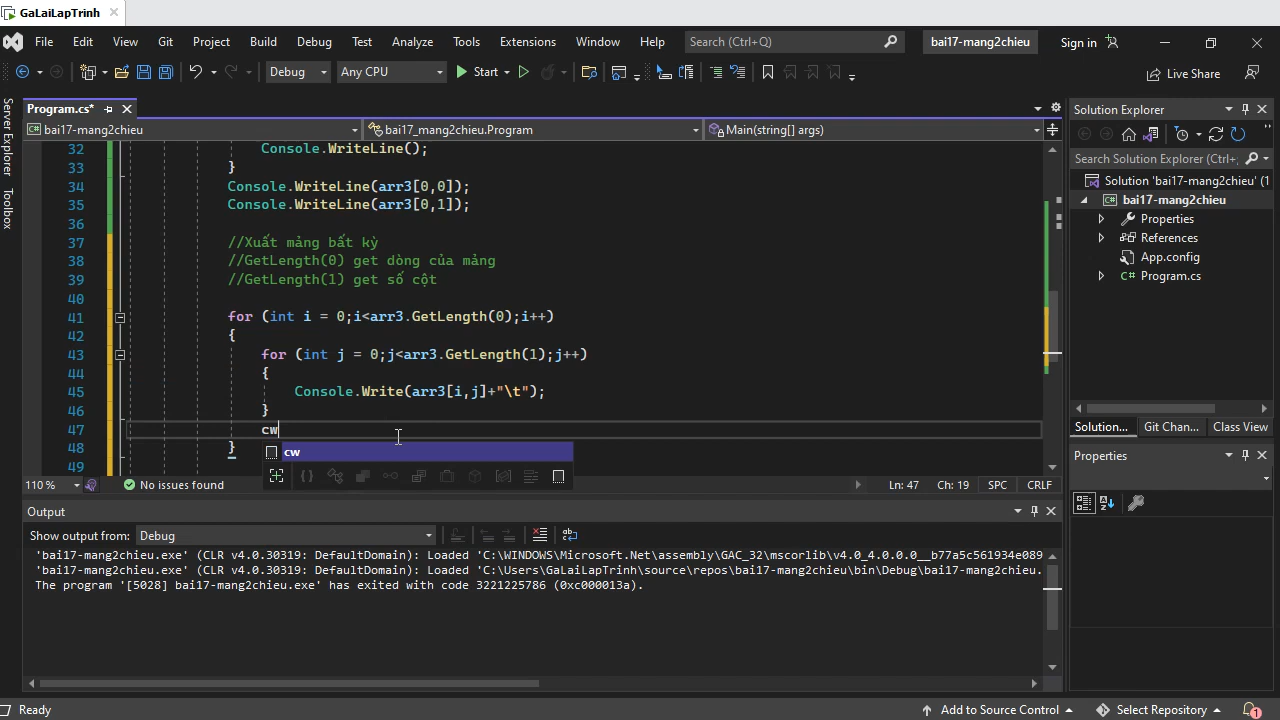 GaLaiLapTrinh
File Edit View Git Project Build Debug Test Analyze Tools Extensions Window Help Search (Ctrl+Q) bai17-mang2chieu Sign in
Debug Any CPU Start Live Share
Server Explorer
Toolbox
Program.cs*
bai17-mang2chieu bai17_mang2chieu.Program Main(string[] args)
32 Console.WriteLine();
33 }
34 Console.WriteLine(arr3[0,0]);
35 Console.WriteLine(arr3[0,1]);
36
37 //Xuất mảng bất kỳ
38 //GetLength(0) get dòng của mảng
39 //GetLength(1) get số cột
40
41 for (int i = 0;i<arr3.GetLength(0);i++)
42 {
43 for (int j = 0;j<arr3.GetLength(1);j++)
44 {
45 Console.Write(arr3[i,j]+"\t");
46 }
47 cw
48 }
cw
49
110 % No issues found Ln: 47 Ch: 19 SPC CRLF
Output
Show output from: Debug
'bai17-mang2chieu.exe' (CLR v4.0.30319: DefaultDomain): Loaded 'C:\WINDOWS\Microsoft.Net\assembly\GAC_32\mscorlib\v4.0_4.0.0.0__b77a5c561934e089
'bai17-mang2chieu.exe' (CLR v4.0.30319: DefaultDomain): Loaded 'C:\Users\GaLaiLapTrinh\source\repos\bai17-mang2chieu\bin\Debug\bai17-mang2chieu.
The program '[5028] bai17-mang2chieu.exe' has exited with code 3221225786 (0xc000013a).
Solution Explorer
Search Solution Explorer (Ctrl+;
Solution 'bai17-mang2chieu' (1
bai17-mang2chieu
Properties
References
App.config
C# Program.cs
Solution... Git Chan... Class View
Properties
Ready Add to Source Control Select Repository 1